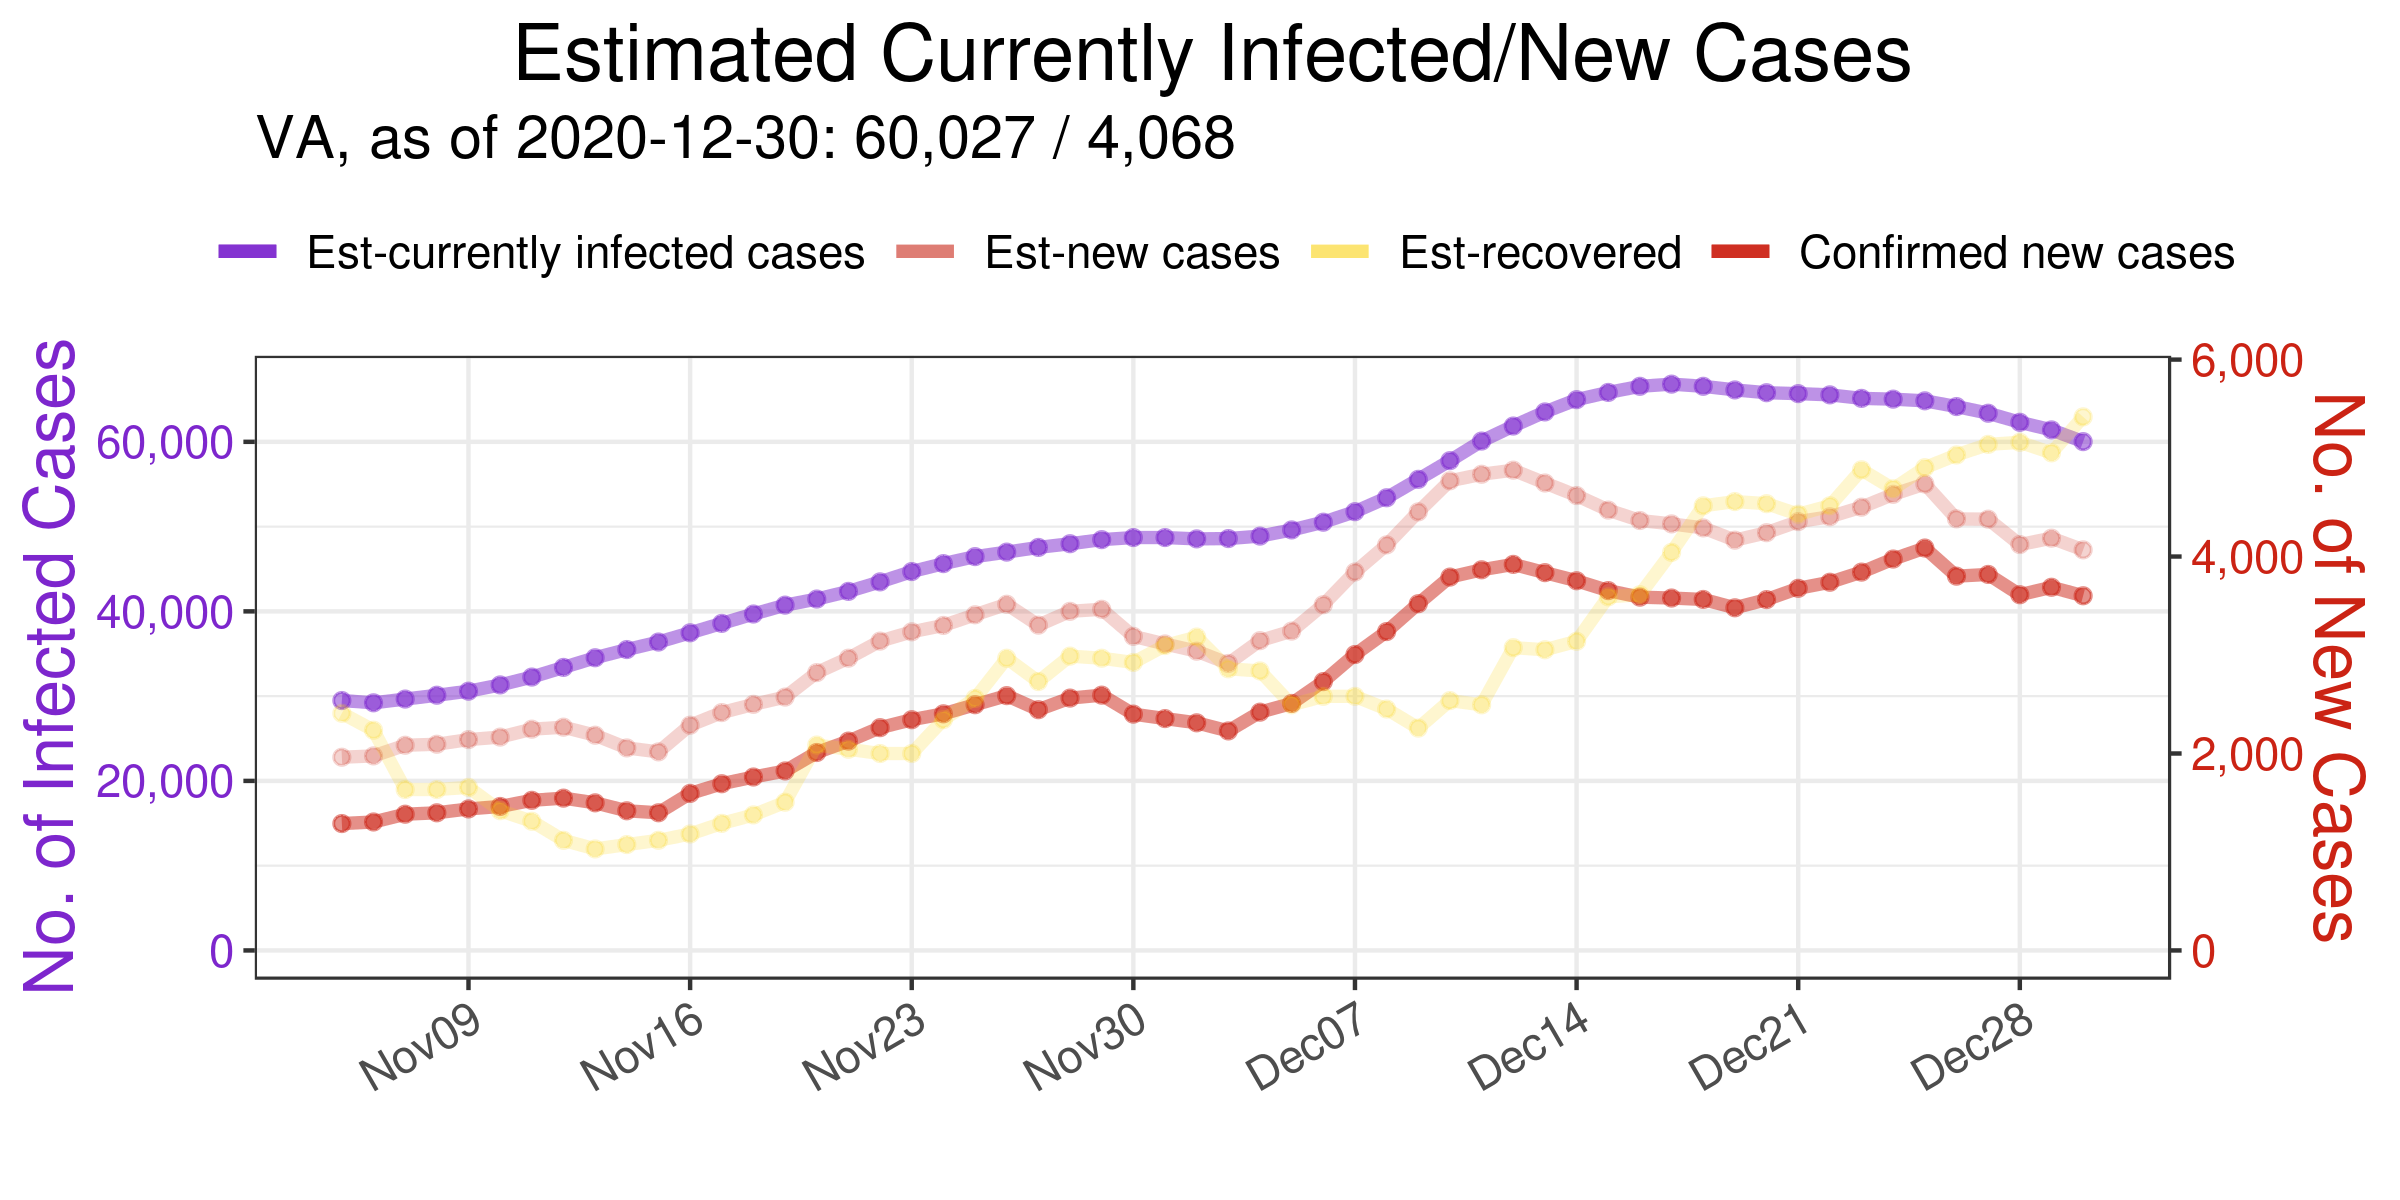 Estimated Currently Infected/New Cases
VA, as of 2020-12-30: 60,027 / 4,068
Est-currently infected cases Est-new cases Est-recovered Confirmed new cases
No. of Infected Cases
60,000
40,000
20,000
0
6,000
4,000
2,000
0
No. of New Cases
Nov09 Nov16 Nov23 Nov30 Dec07 Dec14 Dec21 Dec28